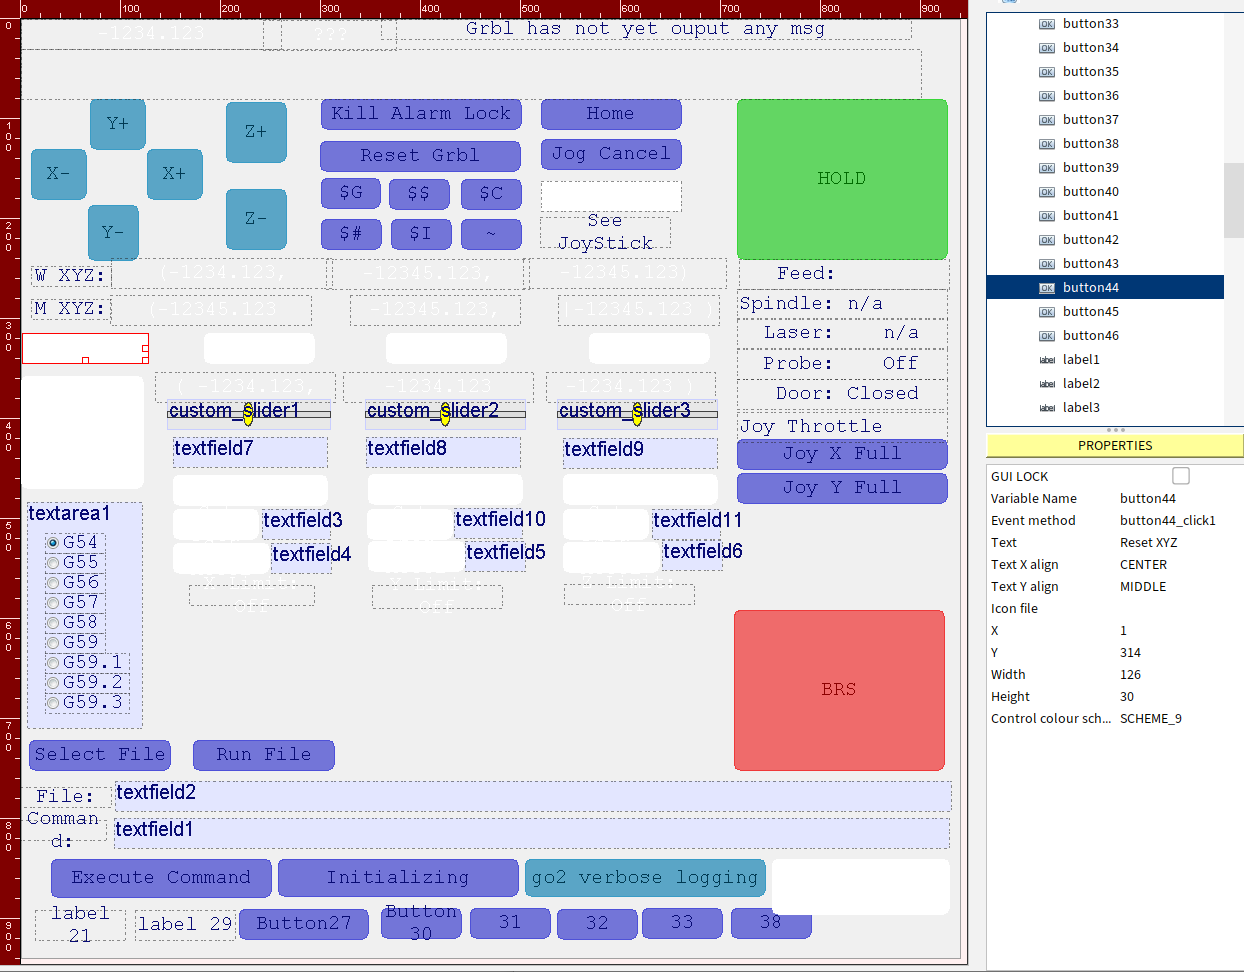 0 100 200 300 400 500 600 700 800 900
-1234.123 ??? Grbl has not yet ouput any msg
Y+ Z+ Kill Alarm Lock Home
X- X+ Reset Grbl Jog Cancel HOLD
$G $$ $C
Y- Z- $# $I ~ See JoyStick
W XYZ: (-1234.123, -12345.123, -12345.123) Feed:
M XYZ: (-1234.123, -12345.123, -12345.123 ) Spindle: n/a
Laser: n/a
Probe: Off
( -1234.123, -1234.123 -1234.123 ) Door: Closed
custom_slider1 custom_slider2 custom_slider3
Joy Throttle
textfield7 textfield8 textfield9 Joy X Full
Joy Y Full
textarea1 textfield3 textfield10 textfield11
G54 textfield4 textfield5 textfield6
G55
G56
G57
G58
G59
G59.1
G59.2
G59.3
BRS
Select File Run File
File: textfield2
Comman
d: textfield1
Execute Command Initializing go2 verbose logging
label
21 label 29 Button27 Button
30 31 32 33 38
button33
button34
button35
button36
button37
button38
button39
button40
button41
button42
button43
button44
button45
button46
label1
label2
label3
PROPERTIES
GUI LOCK
Variable Name button44
Event method button44_click1
Text Reset XYZ
Text X align CENTER
Text Y align MIDDLE
Icon file
X 1
Y 314
Width 126
Height 30
Control colour sch... SCHEME_9